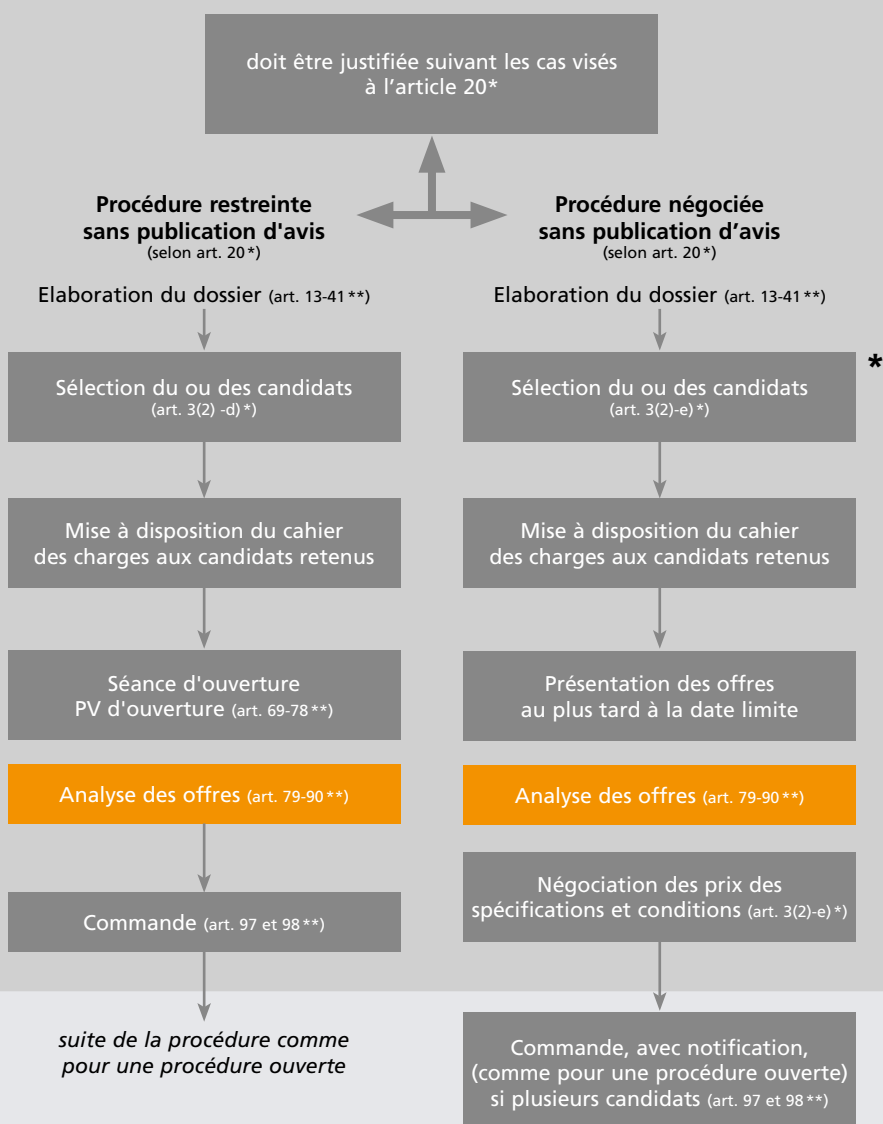 doit être justifiée suivant les cas visés
à l'article 20*
Procédure restreinte
sans publication d'avis
(selon art. 20*)
Elaboration du dossier (art. 13-41**)
Sélection du ou des candidats
(art. 3(2) -d)*)
Mise à disposition du cahier
des charges aux candidats retenus
Séance d'ouverture
PV d'ouverture (art. 69-78**)
Analyse des offres (art. 79-90**)
Commande (art. 97 et 98**)
suite de la procédure comme
pour une procédure ouverte
Procédure négociée
sans publication d’avis
(selon art. 20*)
Elaboration du dossier (art. 13-41**)
*
Sélection du ou des candidats
(art. 3(2)-e)*)
Mise à disposition du cahier
des charges aux candidats retenus
Présentation des offres
au plus tard à la date limite
Analyse des offres (art. 79-90**)
Négociation des prix des
spécifications et conditions (art. 3(2)-e)*)
Commande, avec notification,
(comme pour une procédure ouverte)
si plusieurs candidats (art. 97 et 98**)